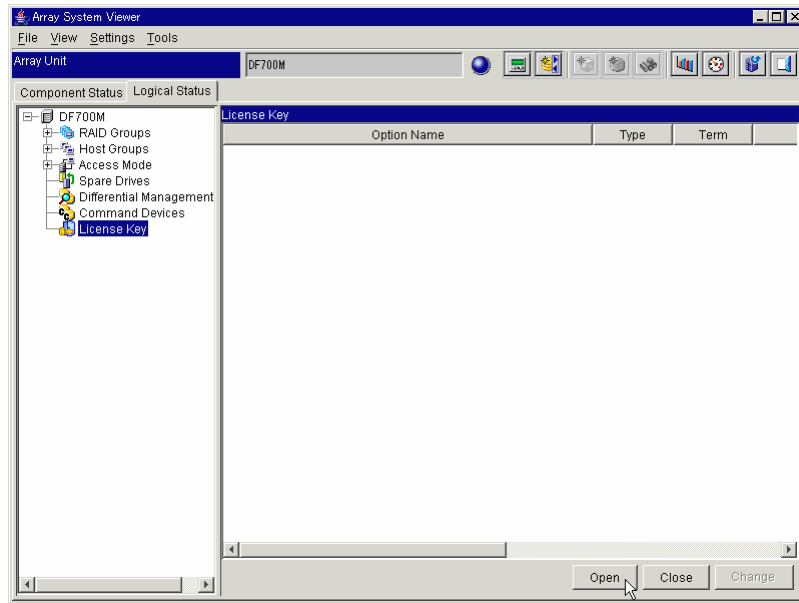 Array System Viewer
File View Settings Tools
Array Unit
DF700M
Component Status Logical Status
DF700M
RAID Groups
Host Groups
Access Mode
Spare Drives
Differential Management
Command Devices
License Key
License Key
Option Name Type Term
Open Close Change